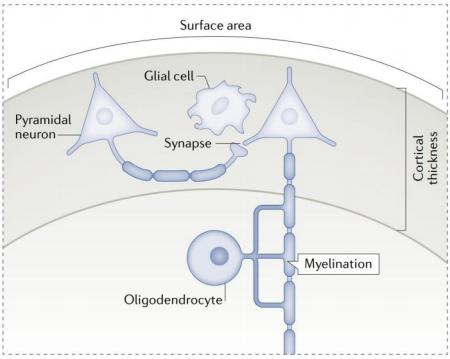 Surface area
Glial cell
Pyramidal
neuron
Synapse
Cortical
thickness
Myelination
Oligodendrocyte